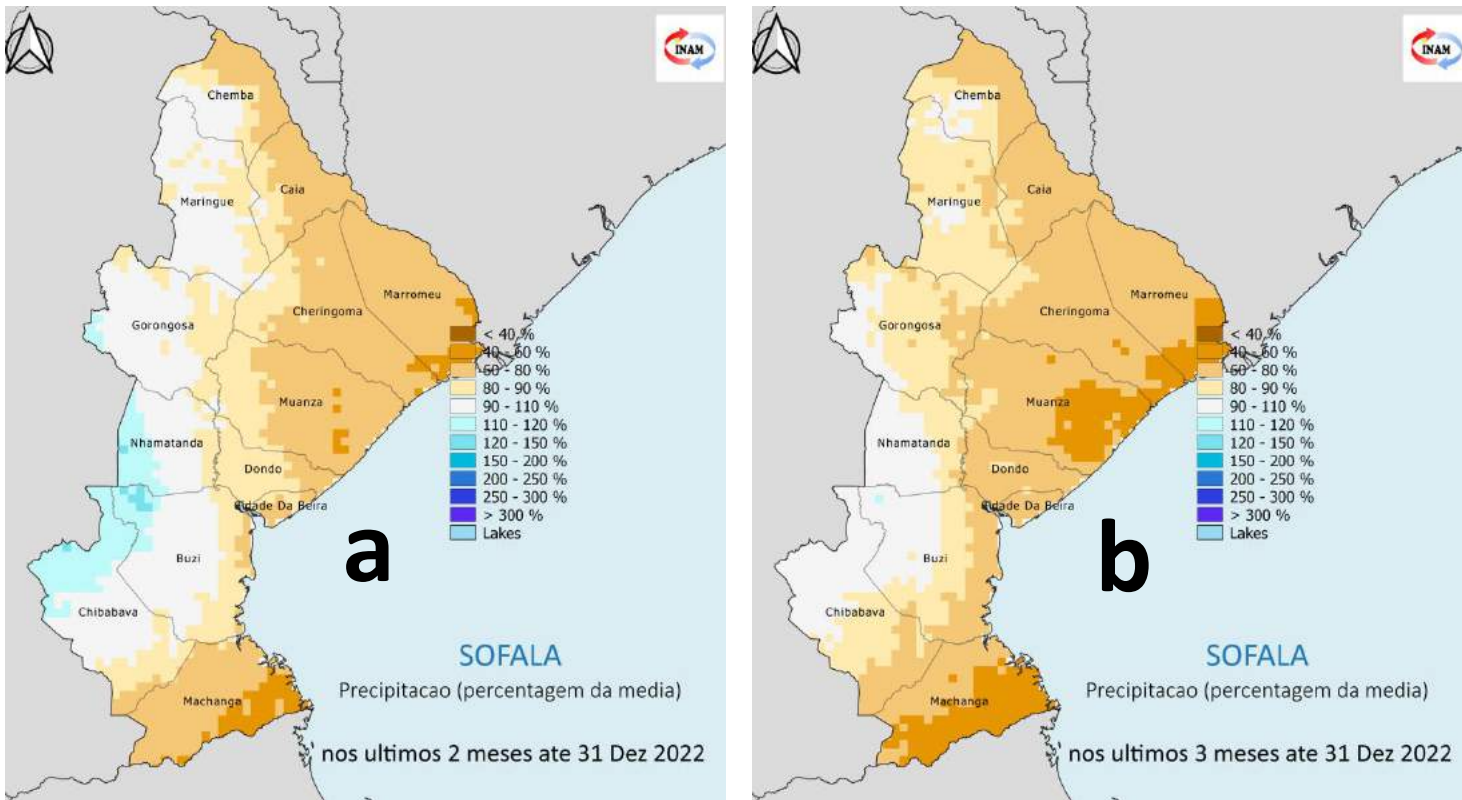 INAM
Chemba
Caia
Maringue
Marromeu
Cheringoma
Gorongosa
< 40 %
40 - 60 %
60 - 80 %
80 - 90 %
90 - 110 %
110 - 120 %
120 - 150 %
150 - 200 %
200 - 250 %
250 - 300 %
> 300 %
Lakes
Muanza
Nhamatanda
Dondo
Cidade Da Beira
a
Buzi
Chibabava
SOFALA
Precipitacao (percentagem da media)
Machanga
nos ultimos 2 meses ate 31 Dez 2022
INAM
Chemba
Caia
Maringue
Marromeu
Cheringoma
Gorongosa
< 40 %
40 - 60 %
60 - 80 %
80 - 90 %
90 - 110 %
110 - 120 %
120 - 150 %
150 - 200 %
200 - 250 %
250 - 300 %
> 300 %
Lakes
Muanza
Nhamatanda
Dondo
Cidade Da Beira
b
Buzi
Chibabava
SOFALA
Precipitacao (percentagem da media)
Machanga
nos ultimos 3 meses ate 31 Dez 2022